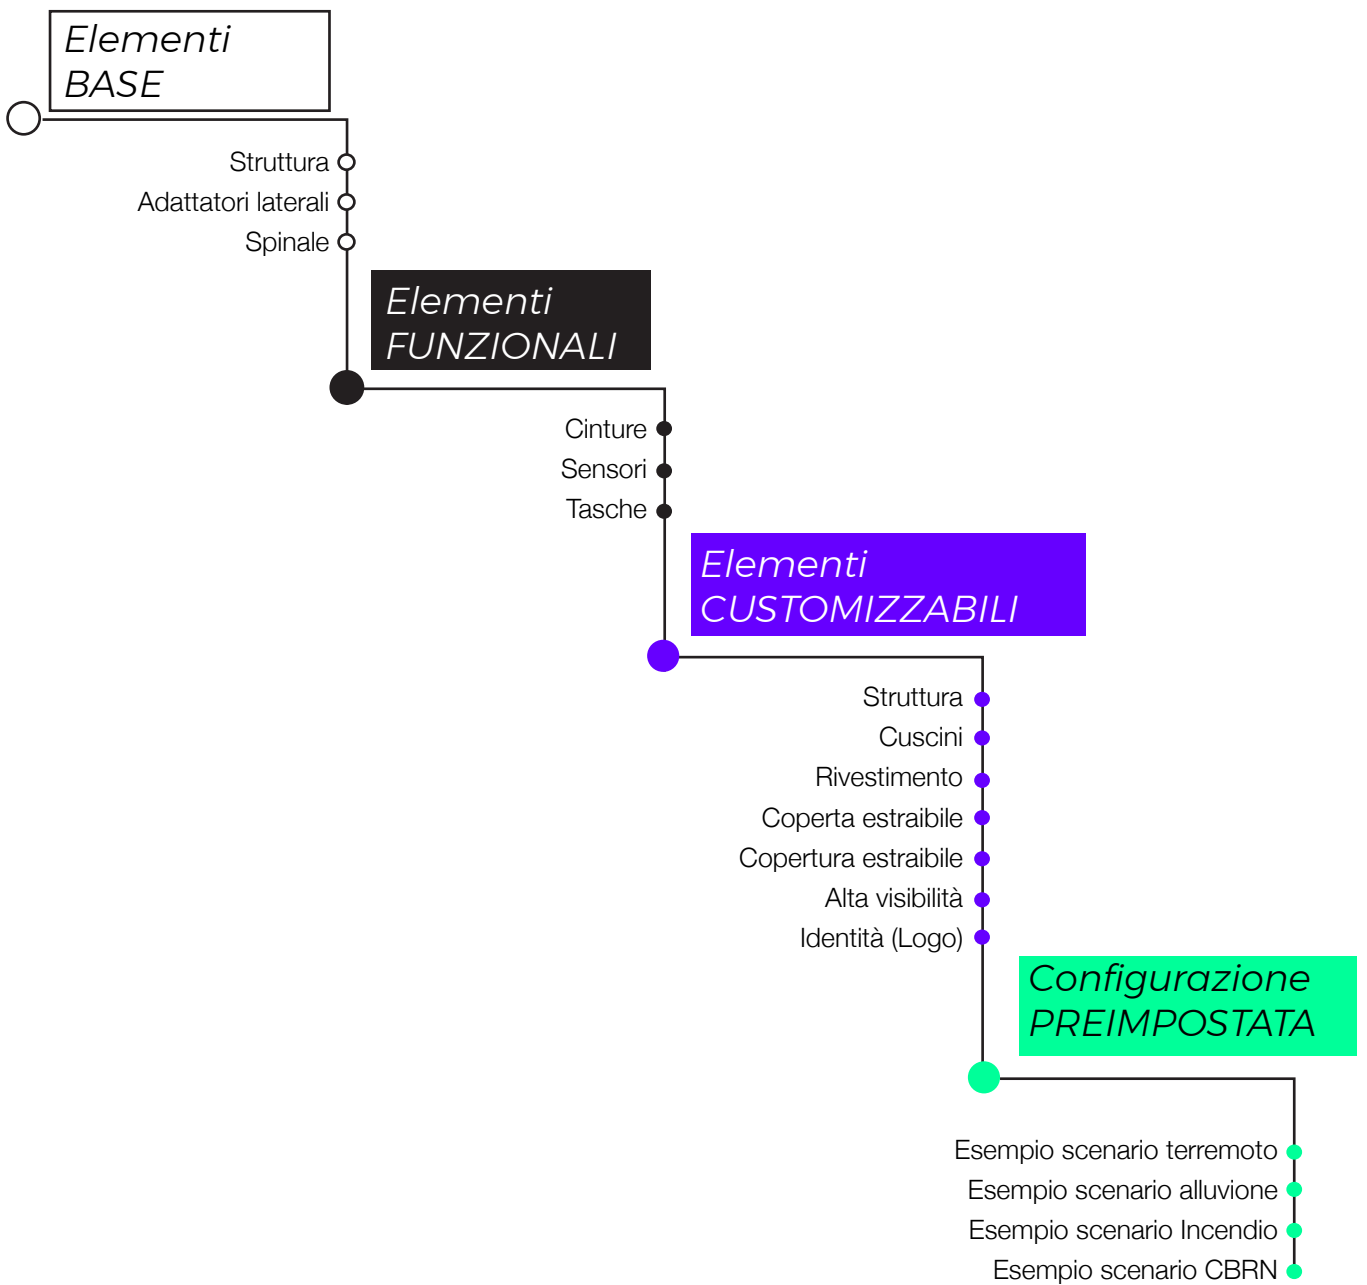 Elementi
BASE
Struttura
Adattatori laterali
Spinale
Elementi
FUNZIONALI
Cinture
Sensori
Tasche
Elementi
CUSTOMIZZABILI
Struttura
Cuscini
Rivestimento
Coperta estraibile
Copertura estraibile
Alta visibilità
Identità (Logo)
Configurazione
PREIMPOSTATA
Esempio scenario terremoto
Esempio scenario alluvione
Esempio scenario Incendio
Esempio scenario CBRN